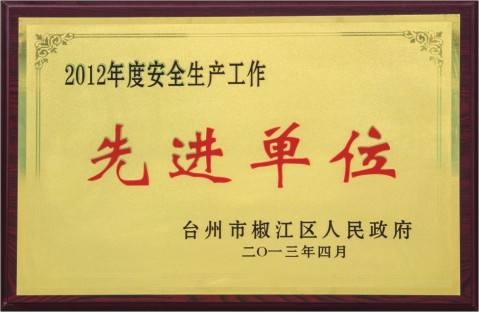 2012年度安全生产工作
先进单位
台州市椒江区人民政府
二〇一三年四月